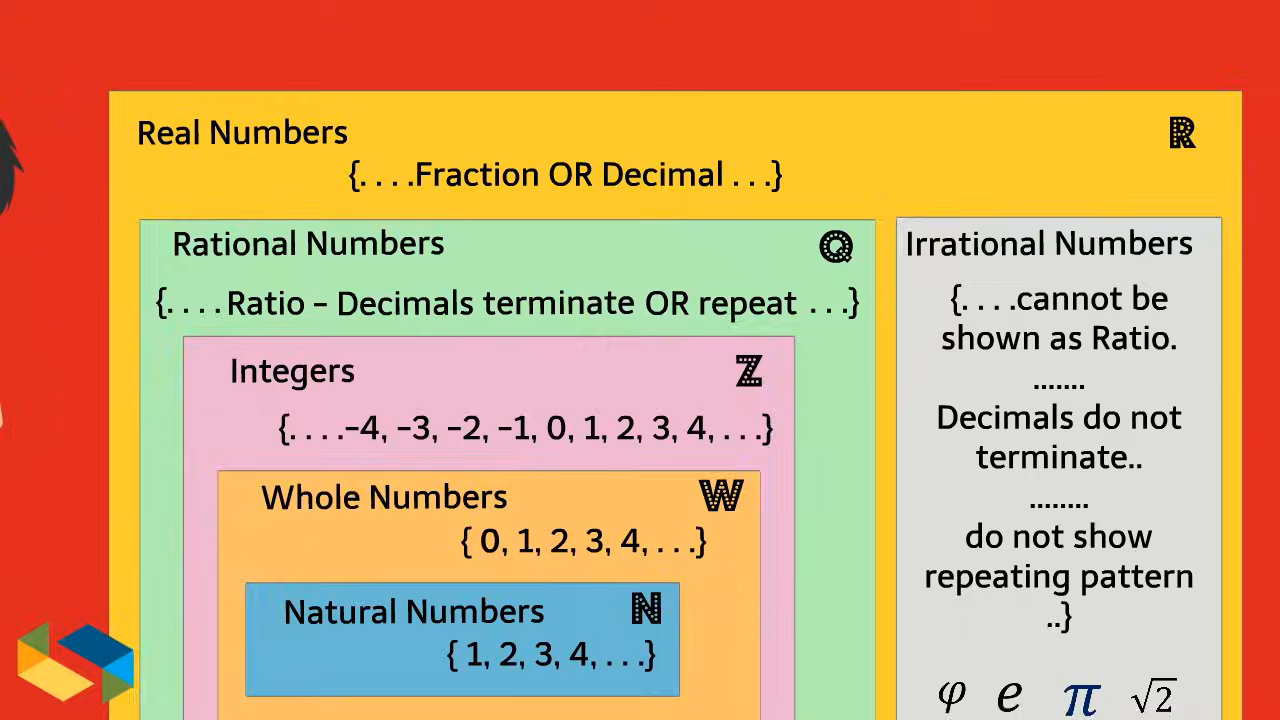 Real Numbers R
{. . . .Fraction OR Decimal . . .}
Rational Numbers Q
{. . . . Ratio – Decimals terminate OR repeat . . .}
Integers Z
{. . . .–4, –3, –2, –1, 0, 1, 2, 3, 4, . . .}
Whole Numbers W
{ 0, 1, 2, 3, 4, . . .}
Natural Numbers N
{ 1, 2, 3, 4, . . .}
Irrational Numbers
{. . . .cannot be
shown as Ratio.
.......
Decimals do not
terminate..
........
do not show
repeating pattern
..}
φ e π √2